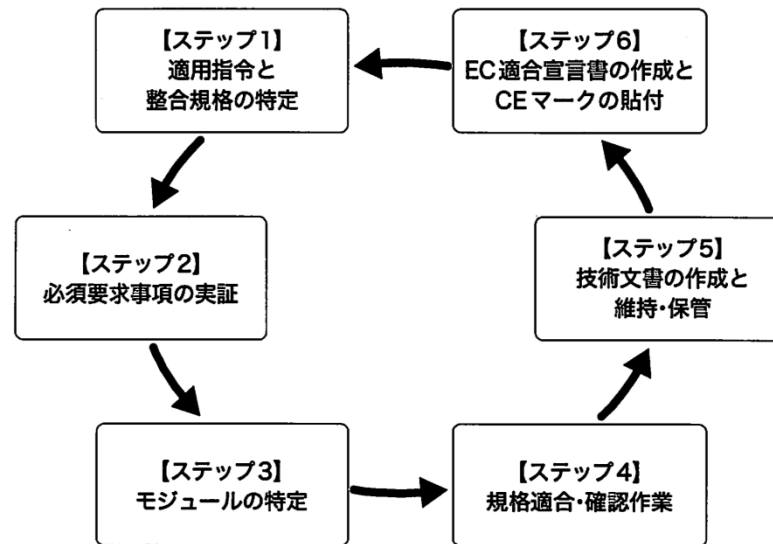 【ステップ1】
適用指令と
整合規格の特定
【ステップ2】
必須要求事項の実証
【ステップ3】
モジュールの特定
【ステップ4】
規格適合・確認作業
【ステップ5】
技術文書の作成と
維持・保管
【ステップ6】
EC適合宣言書の作成と
CEマークの貼付